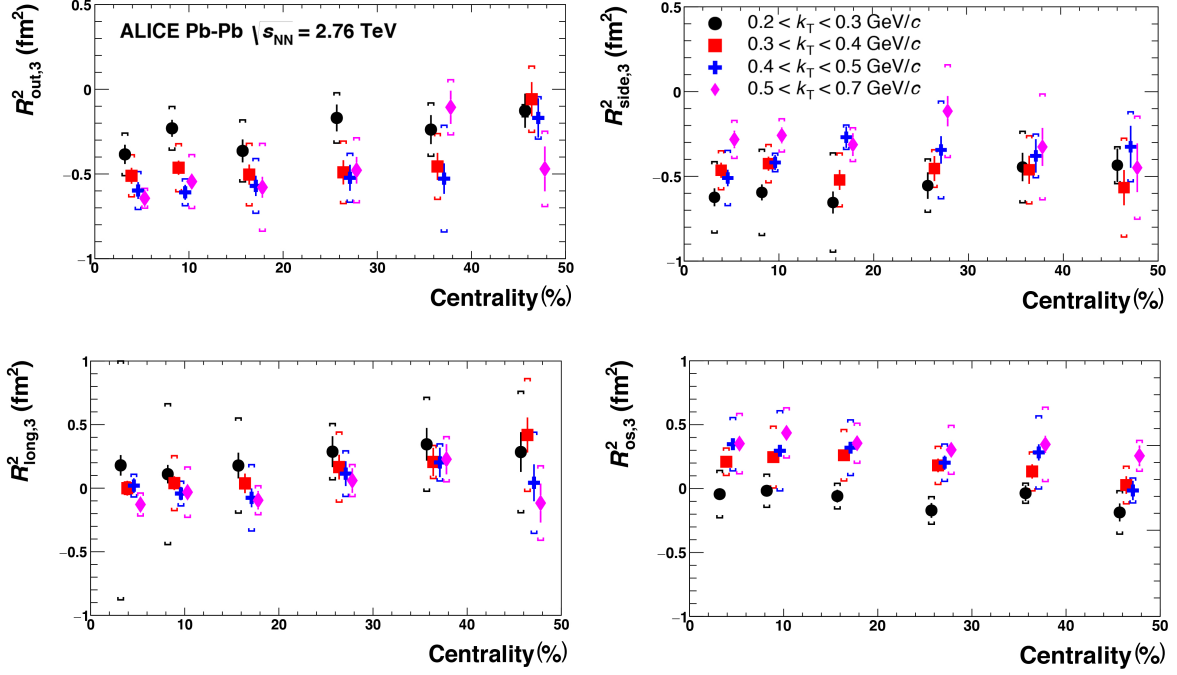 0.5
0
−0.5
−1
R²out,3 (fm²)
ALICE Pb-Pb √sNN = 2.76 TeV
0 10 20 30 40 50
Centrality(%)
0.5
0
−0.5
−1
R²side,3 (fm²)
0.2 < kT < 0.3 GeV/c
0.3 < kT < 0.4 GeV/c
0.4 < kT < 0.5 GeV/c
0.5 < kT < 0.7 GeV/c
0 10 20 30 40 50
Centrality(%)
1
0.5
0
−0.5
−1
R²long,3 (fm²)
0 10 20 30 40 50
Centrality(%)
1
0.5
0
−0.5
−1
R²os,3 (fm²)
0 10 20 30 40 50
Centrality(%)